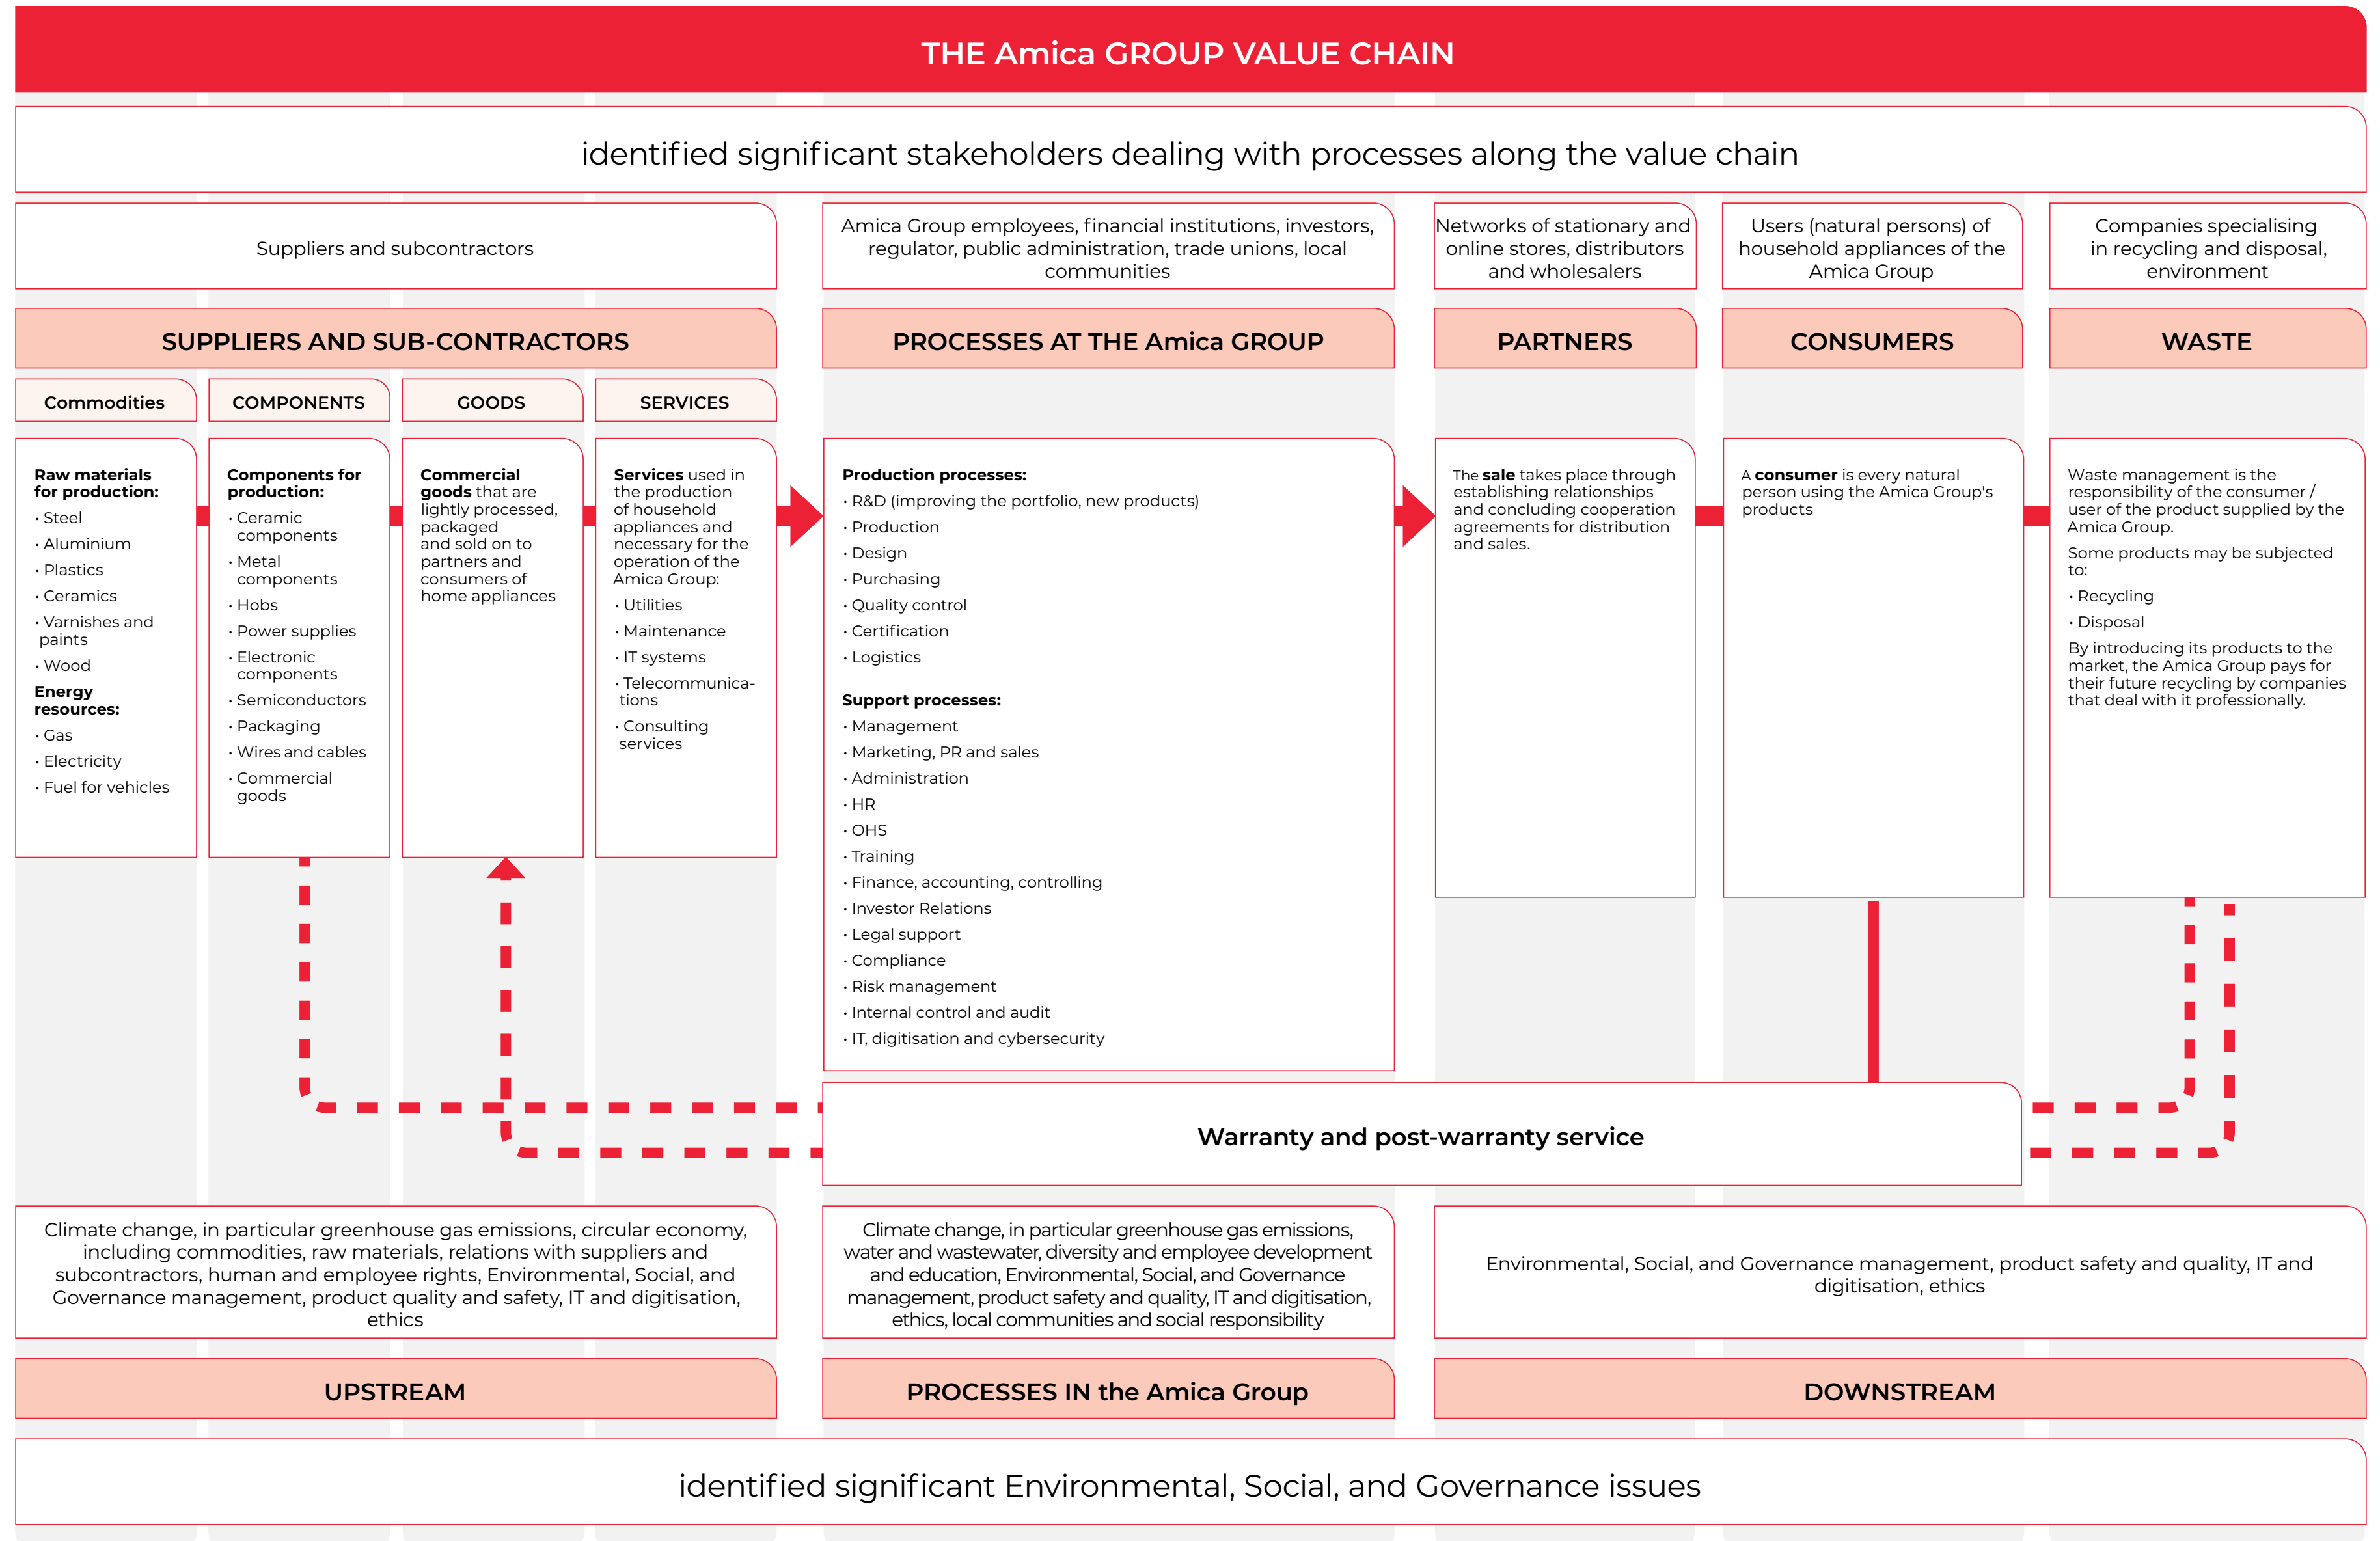 THE Amica GROUP VALUE CHAIN
identified significant stakeholders dealing with processes along the value chain
Suppliers and subcontractors
Amica Group employees, financial institutions, investors,
regulator, public administration, trade unions, local
communities
Networks of stationary and
online stores, distributors
and wholesalers
Users (natural persons) of
household appliances of the
Amica Group
Companies specialising
in recycling and disposal,
environment
SUPPLIERS AND SUB-CONTRACTORS
PROCESSES AT THE Amica GROUP
PARTNERS
CONSUMERS
WASTE
Commodities
COMPONENTS
GOODS
SERVICES
Raw materials
for production:
· Steel
· Aluminium
· Plastics
· Ceramics
· Varnishes and
paints
· Wood
Energy
resources:
· Gas
· Electricity
· Fuel for vehicles
Components for
production:
· Ceramic
components
· Metal
components
· Hobs
· Power supplies
· Electronic
components
· Semiconductors
· Packaging
· Wires and cables
· Commercial
goods
Commercial
goods that are
lightly processed,
packaged
and sold on to
partners and
consumers of
home appliances
Services used in
the production
of household
appliances and
necessary for the
operation of the
Amica Group:
· Utilities
· Maintenance
· IT systems
· Telecommunica-
tions
· Consulting
services
Production processes:
· R&D (improving the portfolio, new products)
· Production
· Design
· Purchasing
· Quality control
· Certification
· Logistics
Support processes:
· Management
· Marketing, PR and sales
· Administration
· HR
· OHS
· Training
· Finance, accounting, controlling
· Investor Relations
· Legal support
· Compliance
· Risk management
· Internal control and audit
· IT, digitisation and cybersecurity
The sale takes place through
establishing relationships
and concluding cooperation
agreements for distribution
and sales.
A consumer is every natural
person using the Amica Group's
products
Waste management is the
responsibility of the consumer /
user of the product supplied by the
Amica Group.
Some products may be subjected
to:
· Recycling
· Disposal
By introducing its products to the
market, the Amica Group pays for
their future recycling by companies
that deal with it professionally.
Warranty and post-warranty service
Climate change, in particular greenhouse gas emissions, circular economy,
including commodities, raw materials, relations with suppliers and
subcontractors, human and employee rights, Environmental, Social, and
Governance management, product quality and safety, IT and digitisation,
ethics
Climate change, in particular greenhouse gas emissions,
water and wastewater, diversity and employee development
and education, Environmental, Social, and Governance
management, product safety and quality, IT and digitisation,
ethics, local communities and social responsibility
Environmental, Social, and Governance management, product safety and quality, IT and
digitisation, ethics
UPSTREAM
PROCESSES IN the Amica Group
DOWNSTREAM
identified significant Environmental, Social, and Governance issues